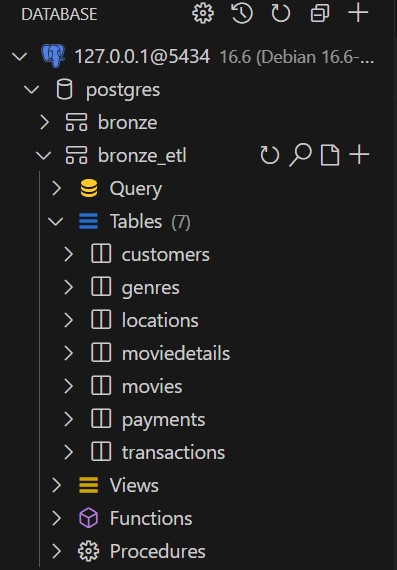 DATABASE
127.0.0.1@5434 16.6 (Debian 16.6-...
postgres
bronze
bronze_etl
Query
Tables (7)
customers
genres
locations
moviedetails
movies
payments
transactions
Views
Functions
Procedures